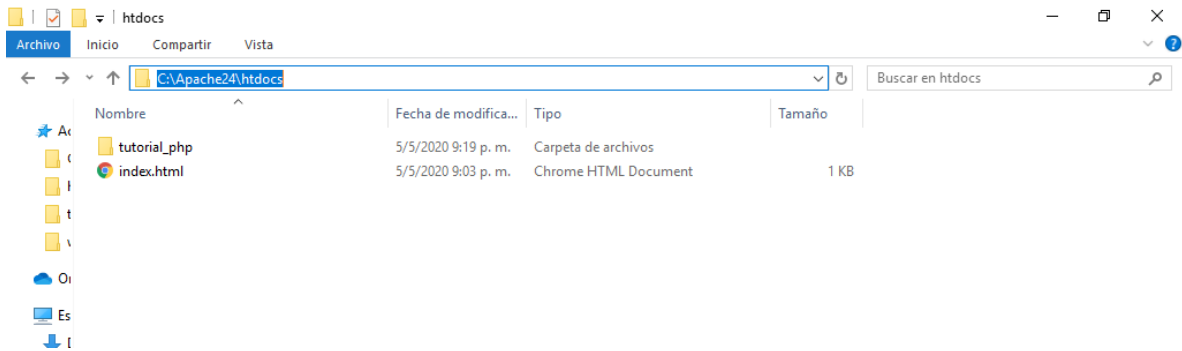 htdocs
Archivo Inicio Compartir Vista
C:\Apache24\htdocs Buscar en htdocs
Nombre Fecha de modifica... Tipo Tamaño
tutorial_php 5/5/2020 9:19 p. m. Carpeta de archivos
index.html 5/5/2020 9:03 p. m. Chrome HTML Document 1 KB
Es